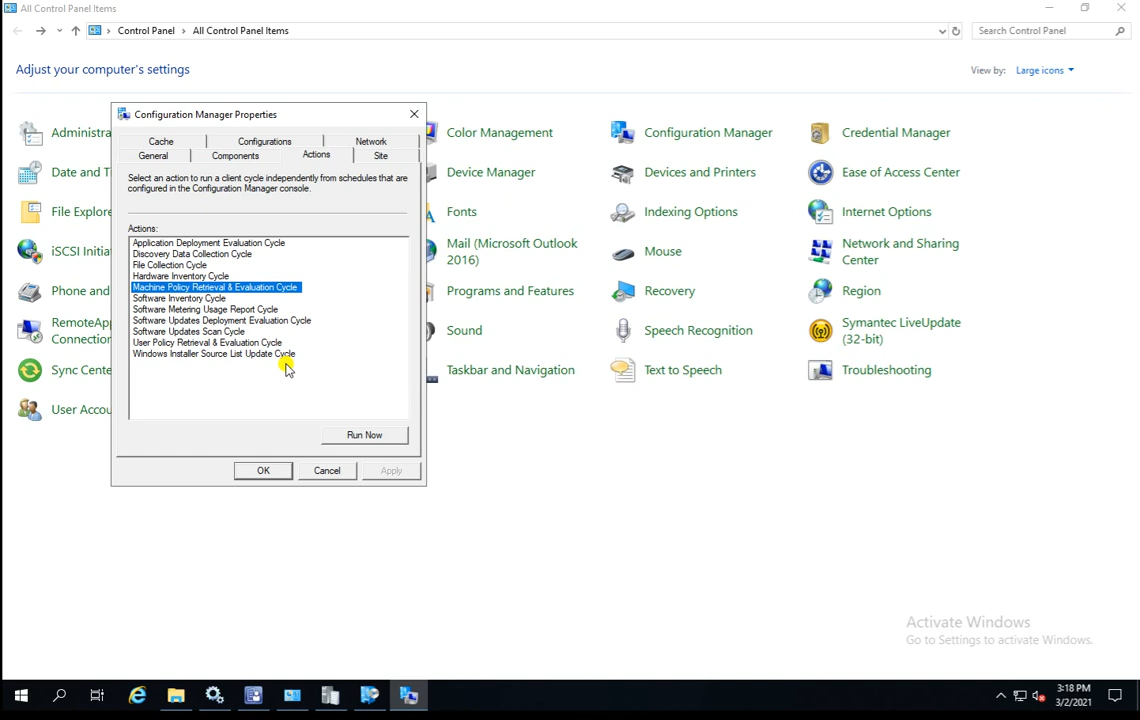 All Control Panel Items
Control Panel > All Control Panel Items
Search Control Panel
Adjust your computer's settings
View by: Large icons
Configuration Manager Properties
Cache
Configurations
Network
General
Components
Actions
Site
Select an action to run a client cycle independently from schedules that are
configured in the Configuration Manager console.
Actions:
Application Deployment Evaluation Cycle
Discovery Data Collection Cycle
File Collection Cycle
Hardware Inventory Cycle
Machine Policy Retrieval & Evaluation Cycle
Software Inventory Cycle
Software Metering Usage Report Cycle
Software Updates Deployment Evaluation Cycle
Software Updates Scan Cycle
User Policy Retrieval & Evaluation Cycle
Windows Installer Source List Update Cycle
Run Now
OK
Cancel
Apply
Administra
Color Management
Configuration Manager
Credential Manager
Date and T
Device Manager
Devices and Printers
Ease of Access Center
File Explore
Fonts
Indexing Options
Internet Options
iSCSI Initia
Mail (Microsoft Outlook
2016)
Mouse
Network and Sharing
Center
Phone and
Programs and Features
Recovery
Region
RemoteApp
Connection
Sound
Speech Recognition
Symantec LiveUpdate
(32-bit)
Sync Cente
Taskbar and Navigation
Text to Speech
Troubleshooting
User Accou
Activate Windows
Go to Settings to activate Windows.
3:18 PM
3/2/2021